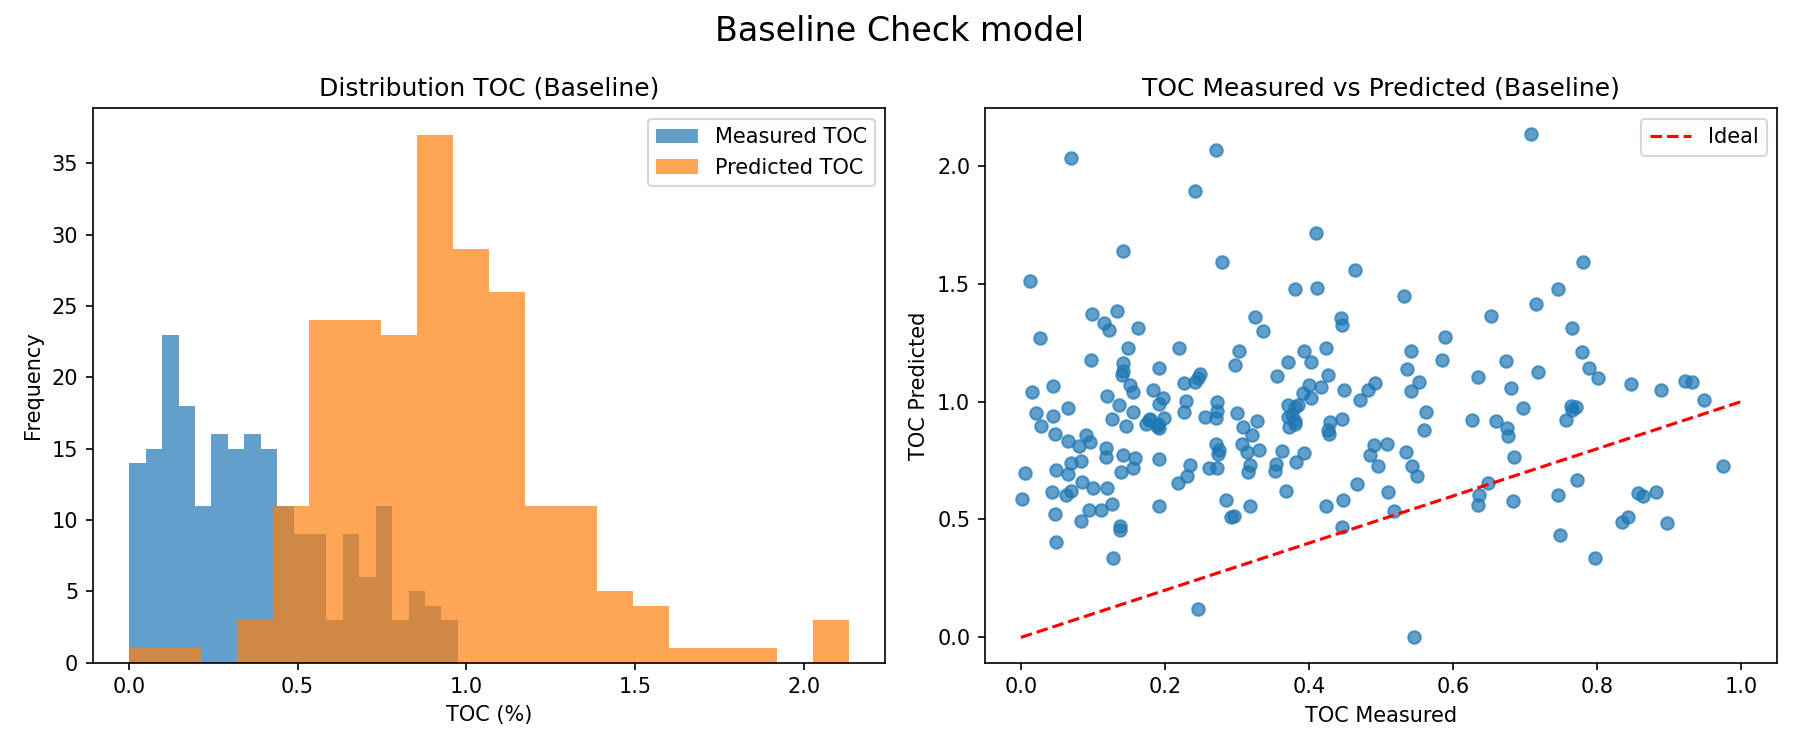 Baseline Check model
Distribution TOC (Baseline)
Measured TOC
Predicted TOC
Frequency
35
30
25
20
15
10
5
0
0.0 0.5 1.0 1.5 2.0
TOC (%)
TOC Measured vs Predicted (Baseline)
Ideal
TOC Predicted
2.0
1.5
1.0
0.5
0.0
0.0 0.2 0.4 0.6 0.8 1.0
TOC Measured